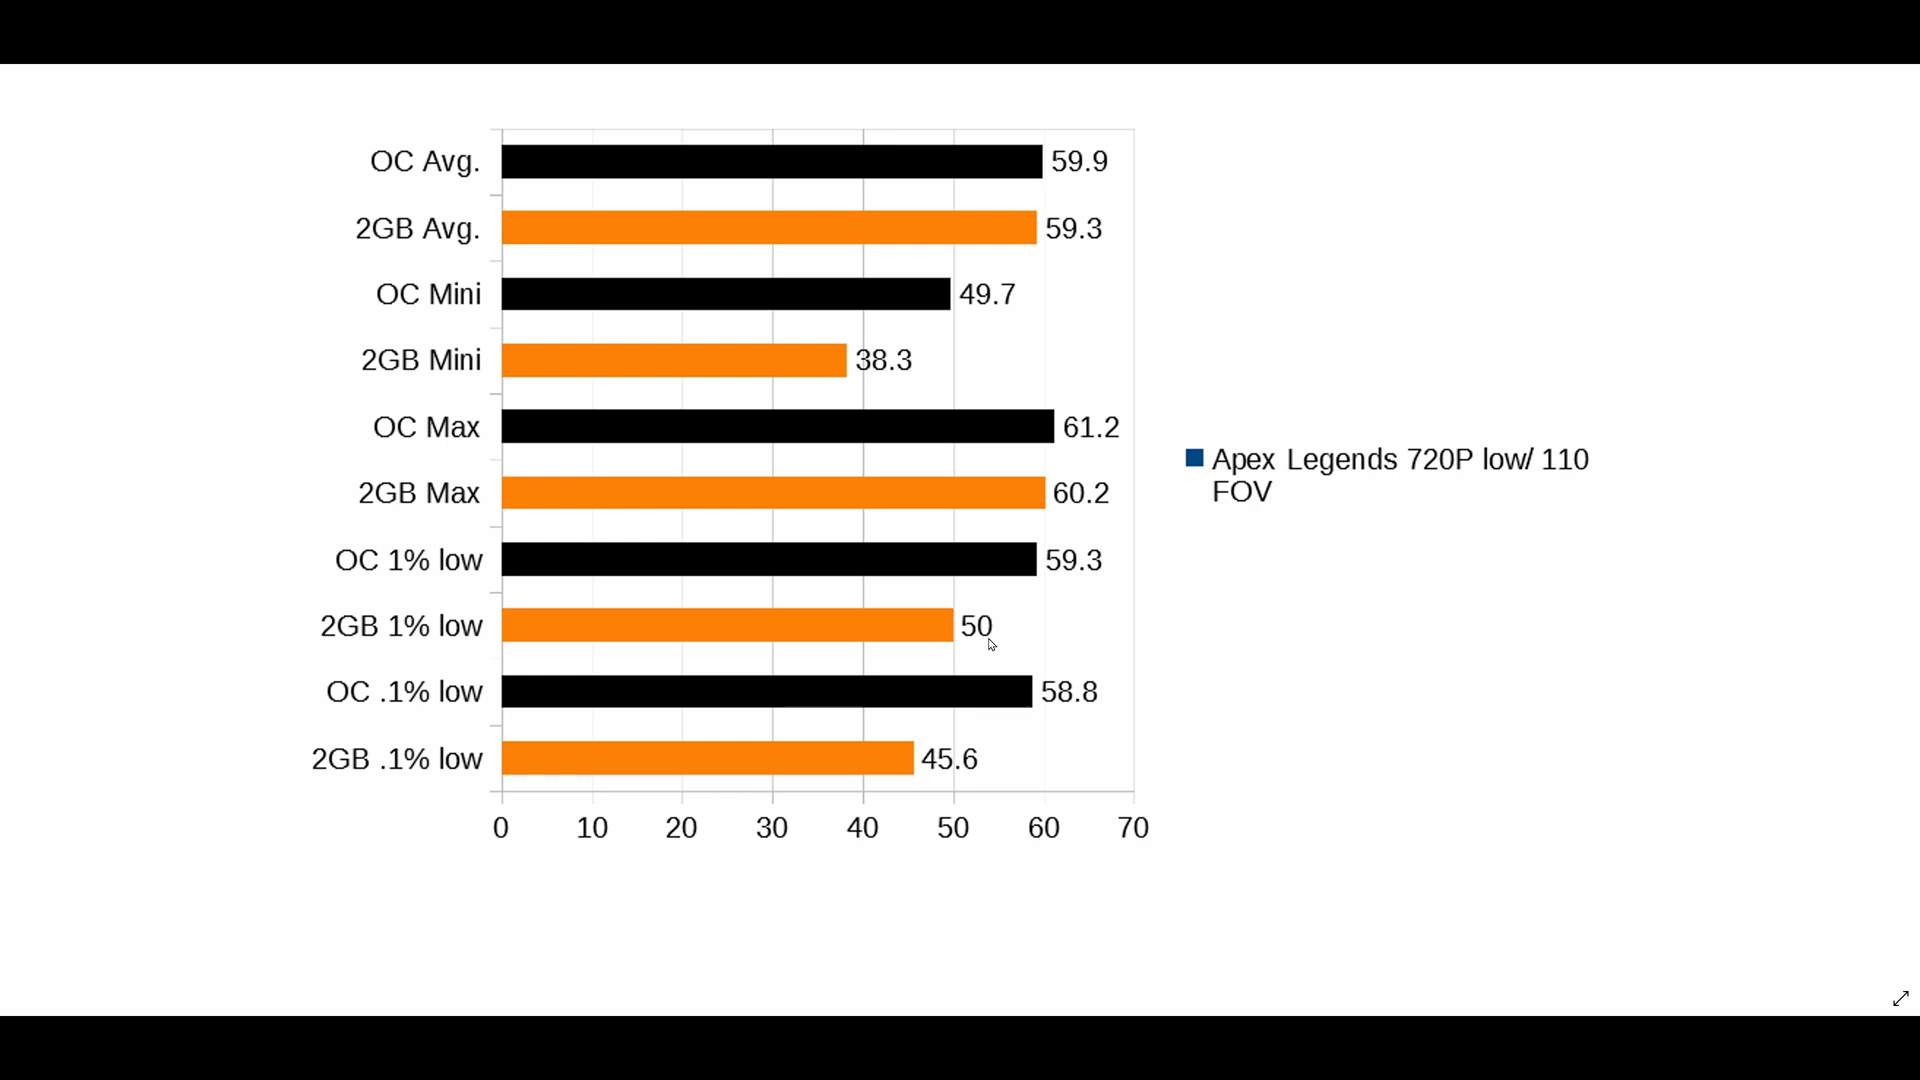 OC Avg. 59.9
2GB Avg. 59.3
OC Mini 49.7
2GB Mini 38.3
OC Max 61.2
2GB Max 60.2
OC 1% low 59.3
2GB 1% low 50
OC .1% low 58.8
2GB .1% low 45.6
0 10 20 30 40 50 60 70
Apex Legends 720P low/ 110
FOV